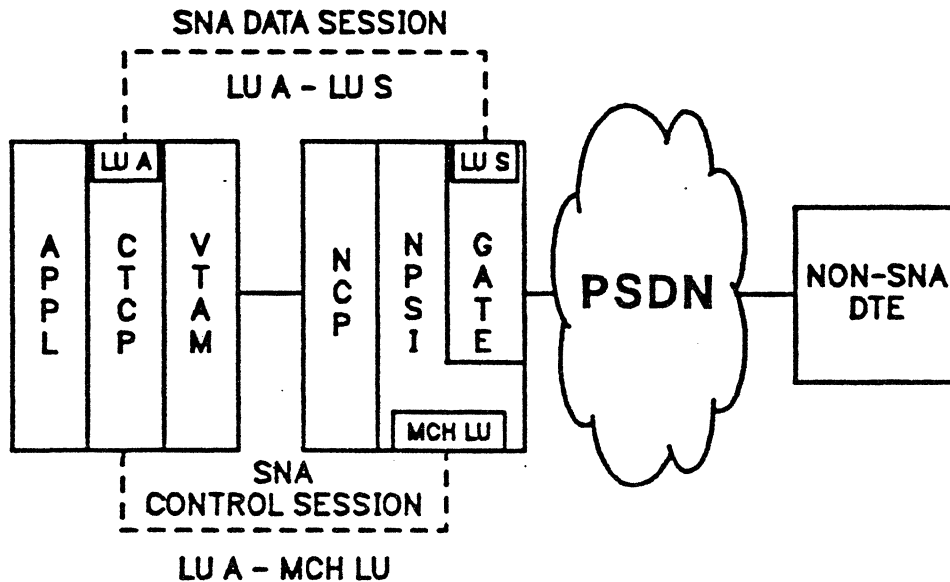 SNA DATA SESSION
LU A - LU S
LU A
LU S
APPL
CTCP
VTAM
NCP
NPSI
GATE
PSDN
NON-SNA
DTE
MCH LU
SNA
CONTROL SESSION
LU A - MCH LU